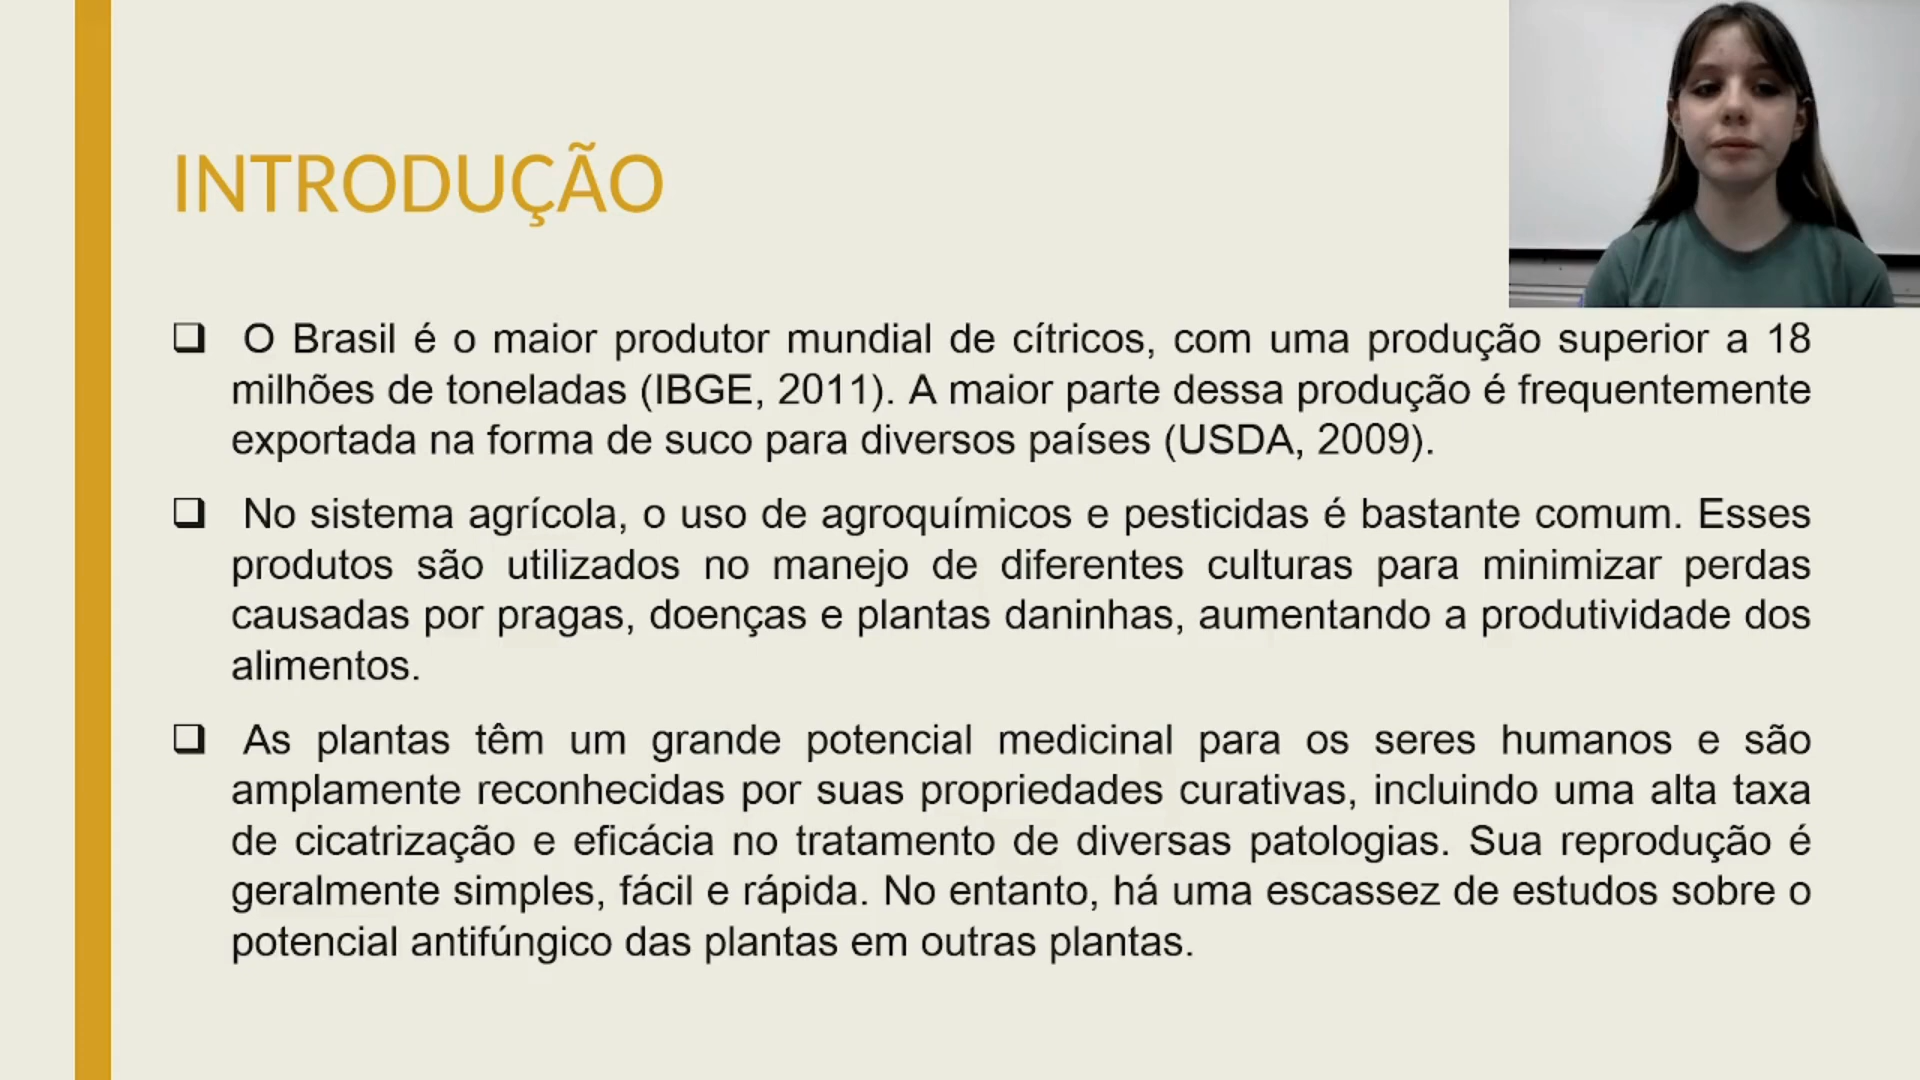 INTRODUÇÃO
O Brasil é o maior produtor mundial de cítricos, com uma produção superior a 18
milhões de toneladas (IBGE, 2011). A maior parte dessa produção é frequentemente
exportada na forma de suco para diversos países (USDA, 2009).
No sistema agrícola, o uso de agroquímicos e pesticidas é bastante comum. Esses
produtos são utilizados no manejo de diferentes culturas para minimizar perdas
causadas por pragas, doenças e plantas daninhas, aumentando a produtividade dos
alimentos.
As plantas têm um grande potencial medicinal para os seres humanos e são
amplamente reconhecidas por suas propriedades curativas, incluindo uma alta taxa
de cicatrização e eficácia no tratamento de diversas patologias. Sua reprodução é
geralmente simples, fácil e rápida. No entanto, há uma escassez de estudos sobre o
potencial antifúngico das plantas em outras plantas.